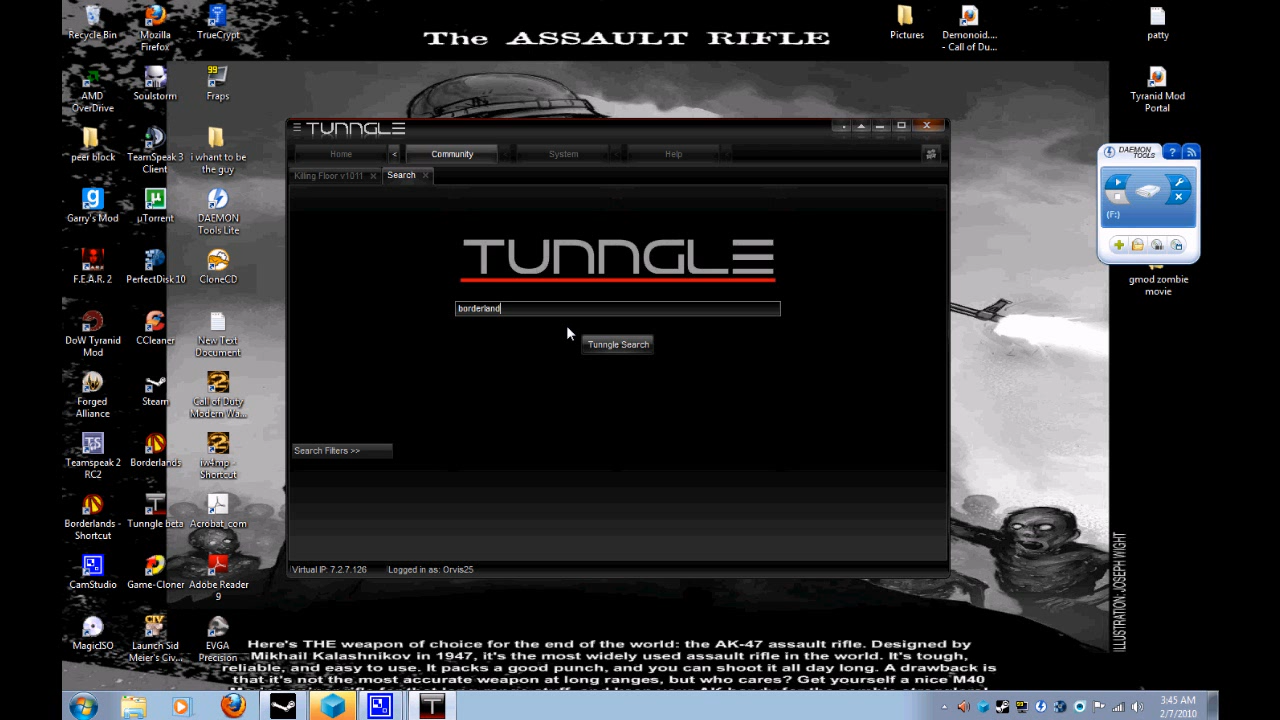 The ASSAULT RIFLE
Recycle Bin
Mozilla Firefox
TrueCrypt
Pictures
Demonoid.... - Call of Du...
patty
AMD OverDrive
Soulstorm
99
Fraps
Tyranid Mod Portal
peer block
TeamSpeak 3 Client
i whant to be the guy
Garry's Mod
µTorrent
DAEMON Tools Lite
F.E.A.R. 2
PerfectDisk 10
CloneCD
DoW Tyranid Mod
CCleaner
New Text Document
Forged Alliance
Steam
Call of Duty Modern Wa...
Teamspeak 2 RC2
Borderlands
iw4mp - Shortcut
Borderlands - Shortcut
Tunngle beta
Acrobat_com
CamStudio
Game-Cloner
Adobe Reader 9
MagicISO
Launch Sid Meier's Civ...
EVGA Precision
TUNNGLE
Home
<
Community
System
Help
Killing Floor v1011
Search
TUNNGLE
borderland
Tunngle Search
Search Filters >>
Virtual IP: 7.2.7.126
Logged in as: Orvis25
DAEMON TOOLS
?
(F:)
gmod zombie movie
ILLUSTRATION: JOSEPH WIGHT
Here's THE weapon of choice for the end of the world: the AK-47 assault rifle. Designed by
Mikhail Kalashnikov in 1947, it's the most widely used assault rifle in the world. It's tough,
reliable, and easy to use. It packs a good punch, and you can shoot it all day long. A drawback is
that it's not the most accurate weapon at long ranges, but who cares? Get yourself a nice M40
3:45 AM
2/7/2010